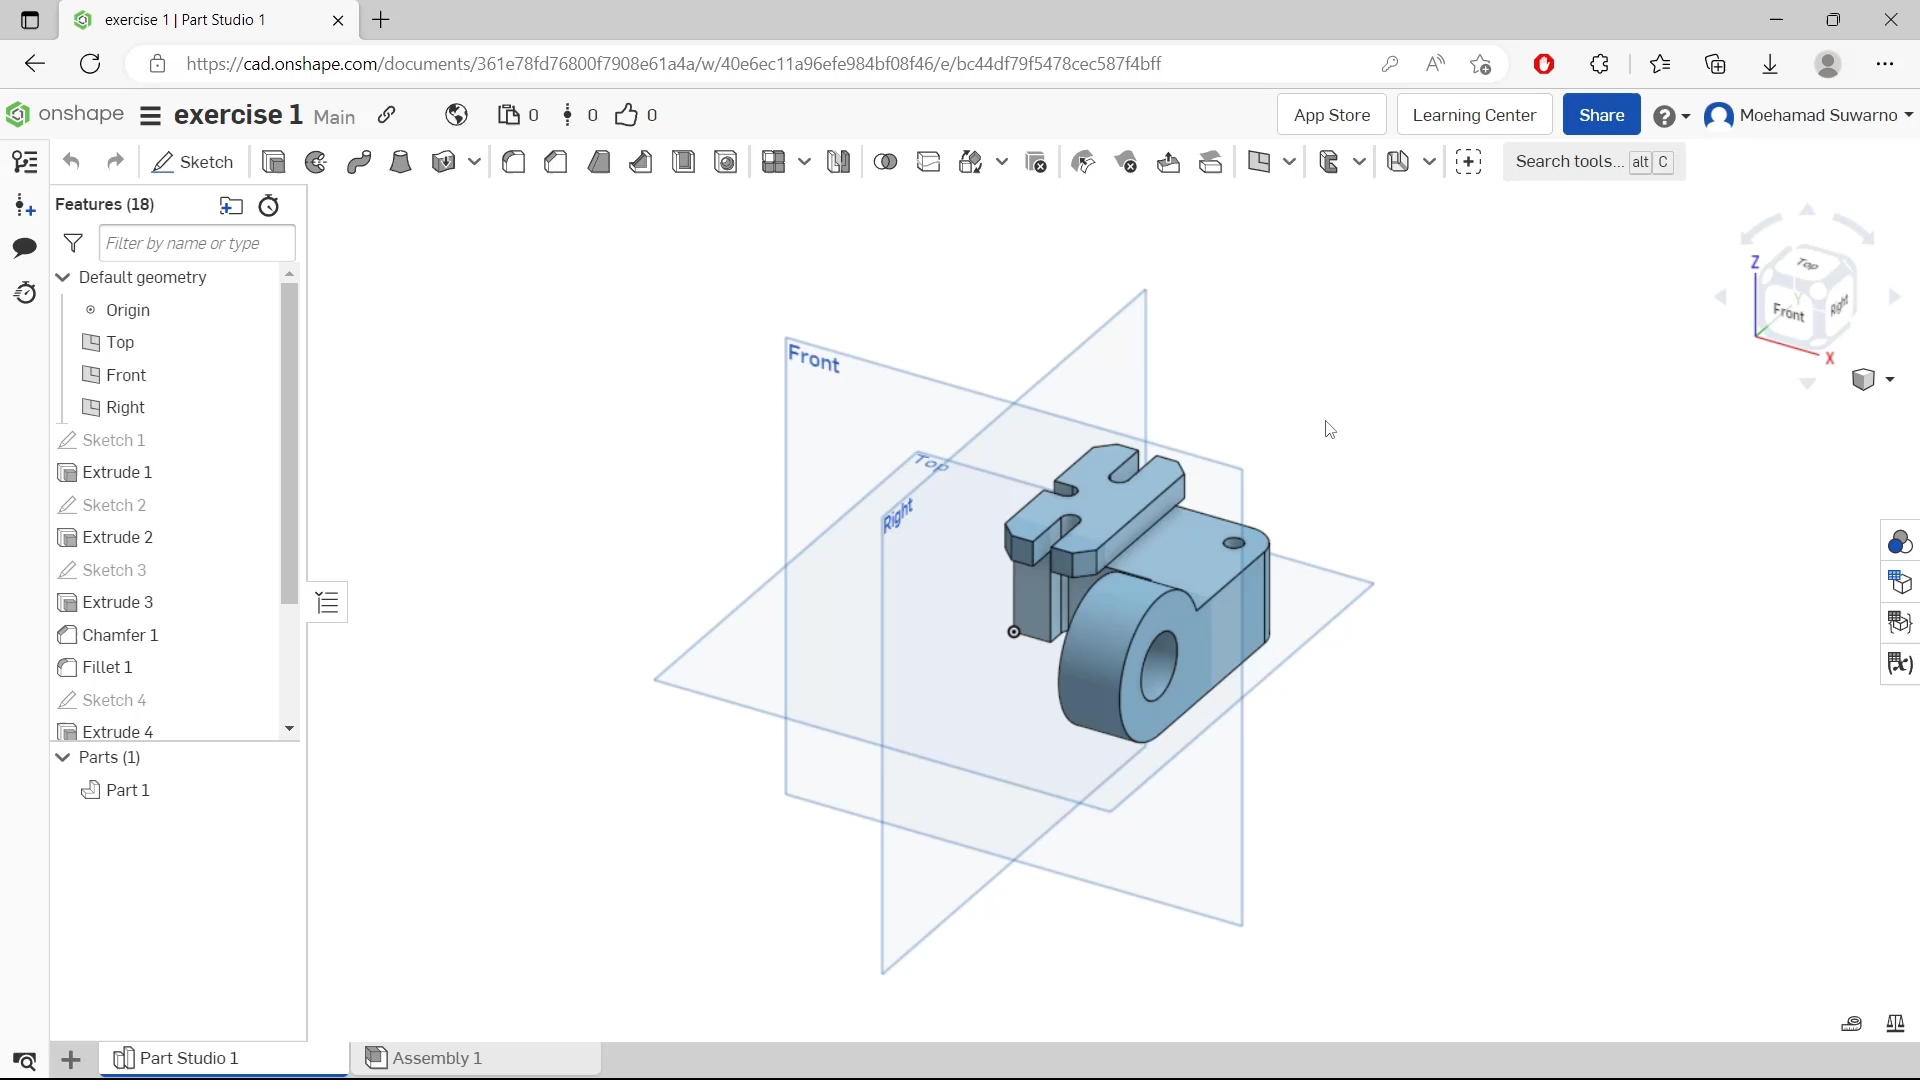 exercise 1 | Part Studio 1
https://cad.onshape.com/documents/361e78fd76800f7908e61a4a/w/40e6ec11a96efe984bf08f46/e/bc44df79f5478cec587f4bff
onshape exercise 1 Main 0 0 0 App Store Learning Center Share Moehamad Suwarno
Sketch Search tools... alt C
Features (18)
Filter by name or type
Default geometry
Origin
Top
Front
Right
Sketch 1
Extrude 1
Sketch 2
Extrude 2
Sketch 3
Extrude 3
Chamfer 1
Fillet 1
Sketch 4
Extrude 4
Parts (1)
Part 1
Front
Top
Right
Z
Top
Y
Front
Right
X
Part Studio 1
Assembly 1